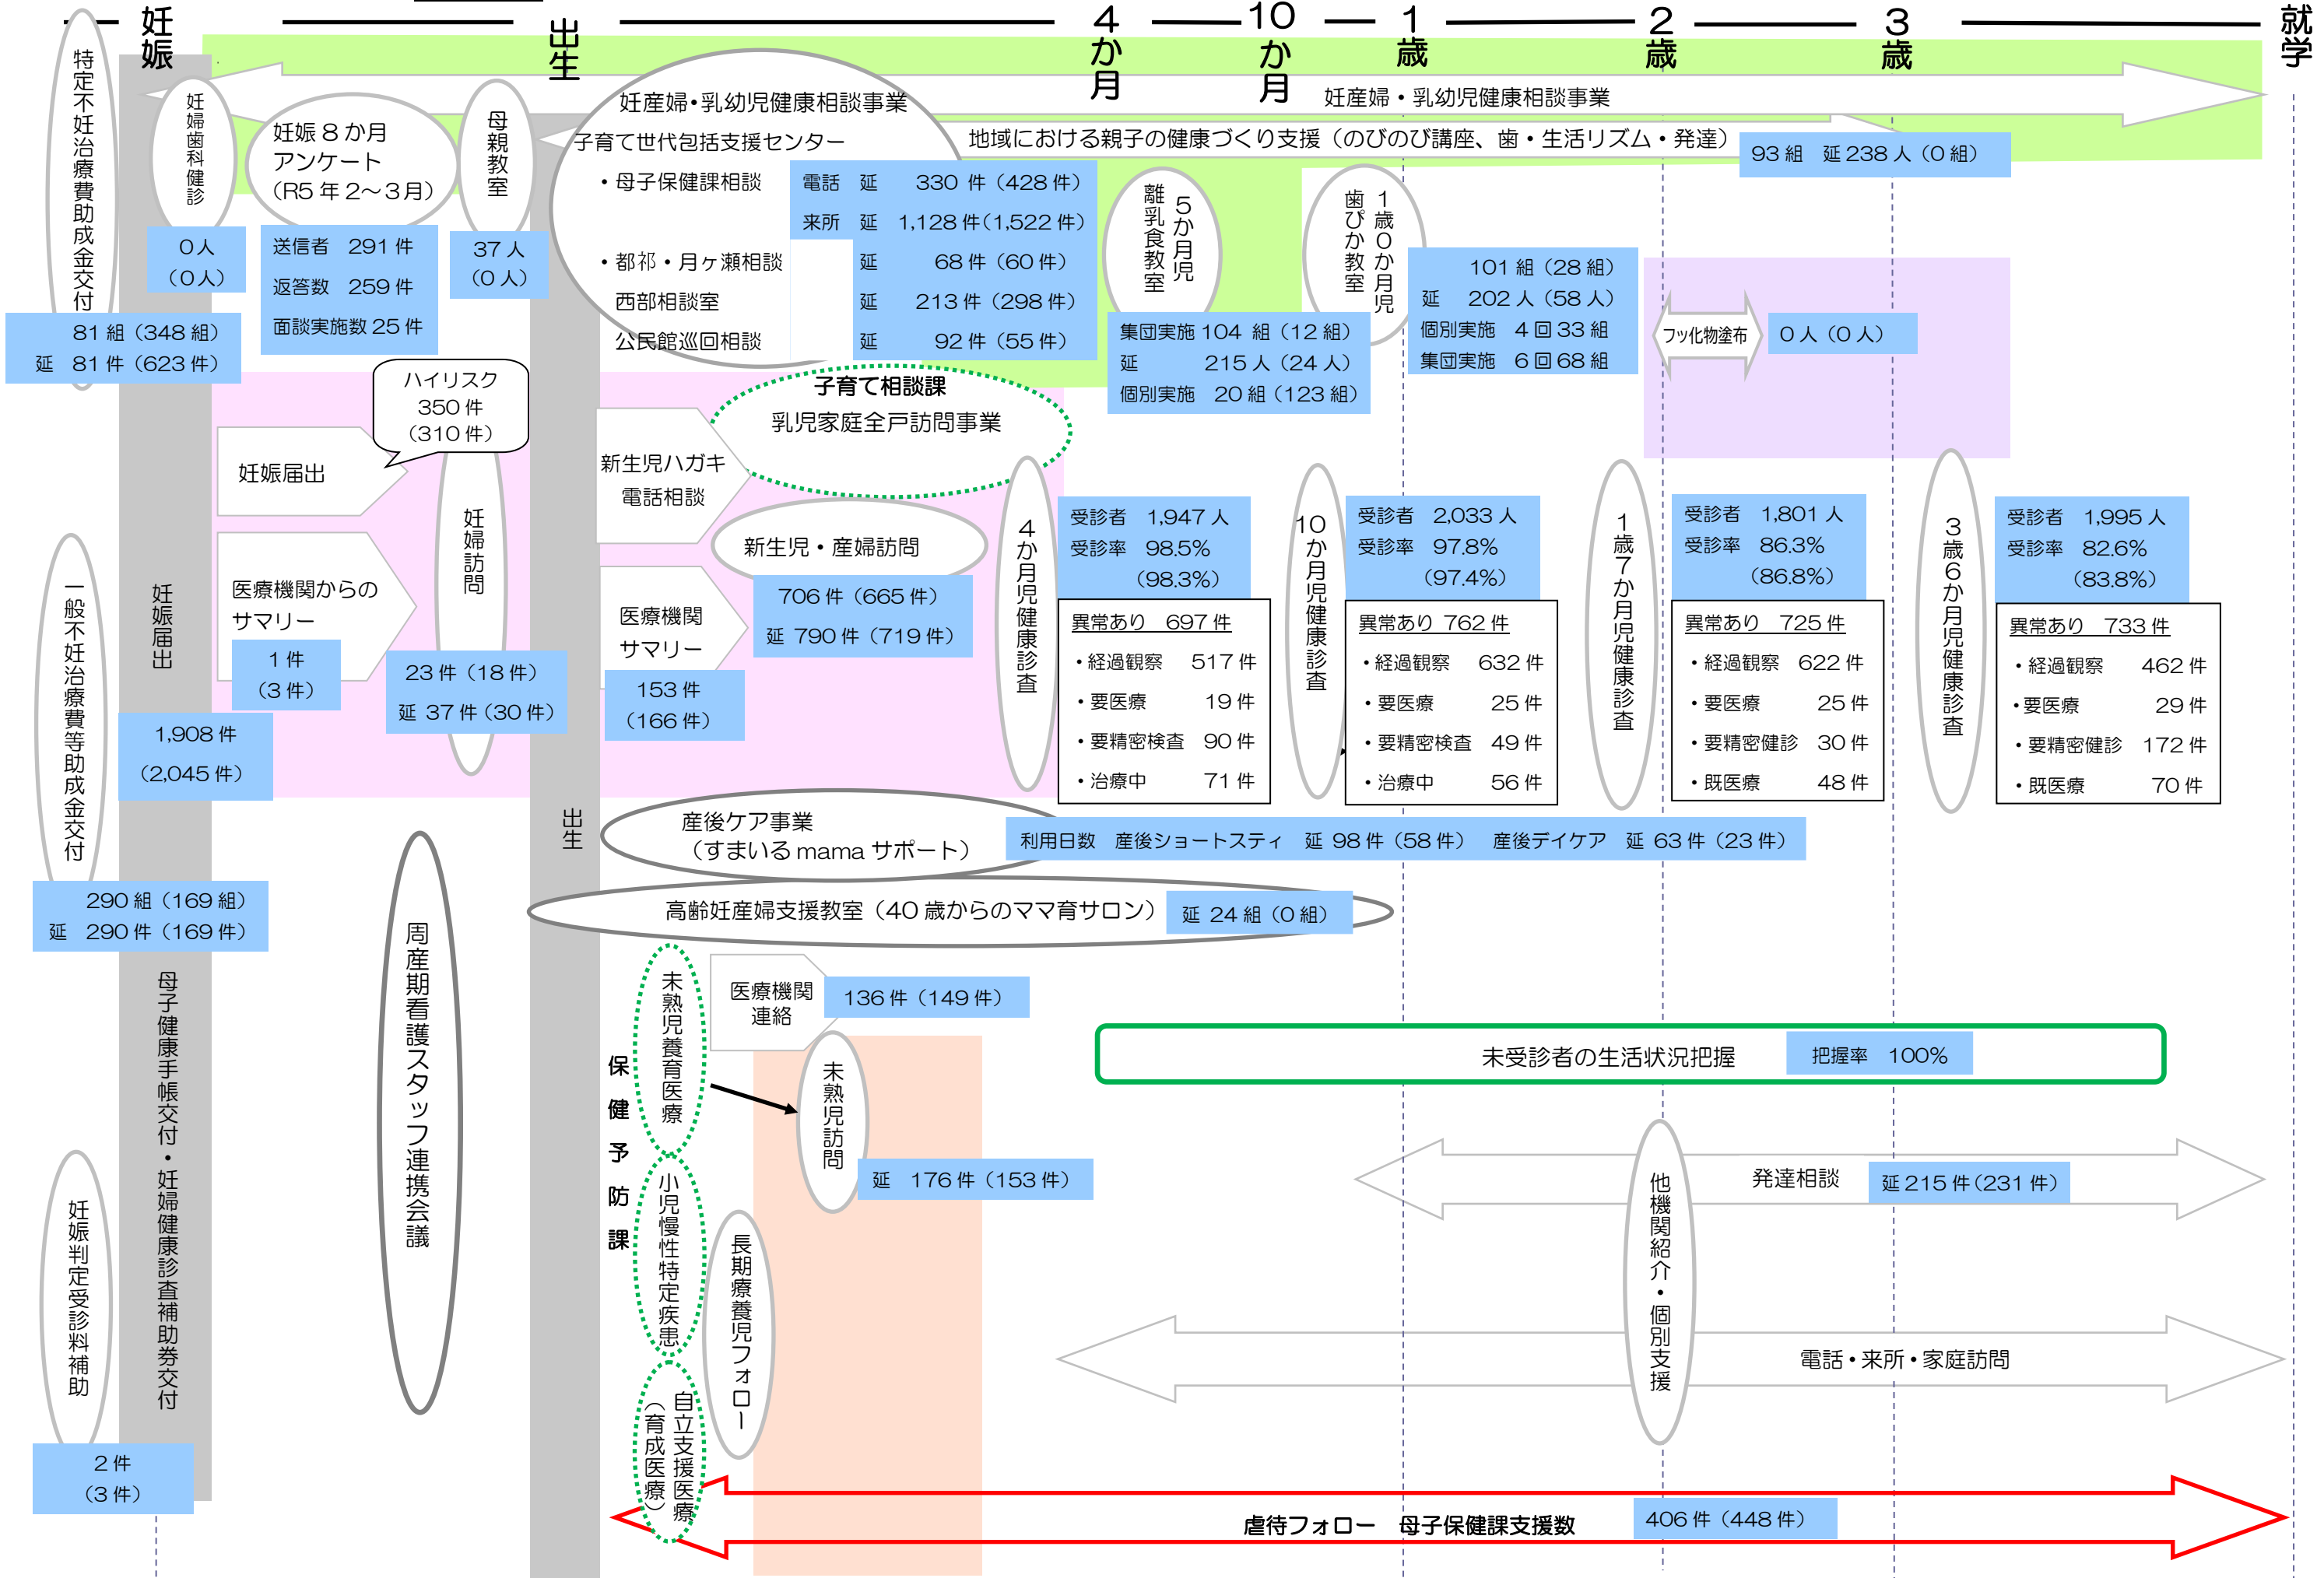 妊娠
出生
4か月
10か月
1歳
2歳
3歳
就学
特定不妊治療費助成金交付
81組（348組）
延 81件（623件）
妊婦歯科健診
0人
（0人）
妊娠8か月
アンケート
（R5年2～3月）
送信者 291件
返答数 259件
面談実施数25件
母親教室
37人
（0人）
妊産婦・乳幼児健康相談事業
子育て世代包括支援センター
・母子保健課相談
電話 延 330件（428件）
来所 延 1,128件（1,522件）
・都祁・月ヶ瀬相談
延 68件（60件）
西部相談室
延 213件（298件）
公民館巡回相談
延 92件（55件）
妊産婦・乳幼児健康相談事業
地域における親子の健康づくり支援（のびのび講座、歯・生活リズム・発達）
93組 延238人（0組）
5か月児
離乳食教室
集団実施104組（12組）
延 215人（24人）
個別実施 20組（123組）
1歳0か月児
歯ぴか教室
101組（28組）
延 202人（58人）
個別実施 4回33組
集団実施 6回68組
フッ化物塗布
0人（0人）
ハイリスク
350件
（310件）
妊娠届出
医療機関からの
サマリー
1件
（3件）
妊婦訪問
23件（18件）
延 37件（30件）
子育て相談課
乳児家庭全戸訪問事業
新生児ハガキ
電話相談
新生児・産婦訪問
706件（665件）
延 790件（719件）
医療機関
サマリー
153件
（166件）
4か月児健康診査
受診者 1,947人
受診率 98.5%
（98.3%）
異常あり 697件
・経過観察 517件
・要医療 19件
・要精密検査 90件
・治療中 71件
10か月児健康診査
受診者 2,033人
受診率 97.8%
（97.4%）
異常あり 762件
・経過観察 632件
・要医療 25件
・要精密検査 49件
・治療中 56件
1歳7か月児健康診査
受診者 1,801人
受診率 86.3%
（86.8%）
異常あり 725件
・経過観察 622件
・要医療 25件
・要精密健診 30件
・既医療 48件
3歳6か月児健康診査
受診者 1,995人
受診率 82.6%
（83.8%）
異常あり 733件
・経過観察 462件
・要医療 29件
・要精密健診 172件
・既医療 70件
一般不妊治療費等助成金交付
290組（169組）
延 290件（169件）
妊娠届出
1,908件
（2,045件）
母子健康手帳交付・妊婦健康診査補助券交付
妊娠判定受診料補助
2件
（3件）
周産期看護スタッフ連携会議
出生
産後ケア事業
（すまいるmamaサポート）
利用日数 産後ショートスティ 延 98件（58件） 産後デイケア 延 63件（23件）
高齢妊産婦支援教室（40歳からのママ育サロン）
延 24組（0組）
保健予防課
未熟児養育医療
小児慢性特定疾患
自立支援医療
（育成医療）
医療機関
連絡
136件（149件）
未熟児訪問
延 176件（153件）
長期療養児フォロー
未受診者の生活状況把握
把握率 100%
発達相談
延215件（231件）
他機関紹介・個別支援
電話・来所・家庭訪問
虐待フォロー 母子保健課支援数
406件（448件）